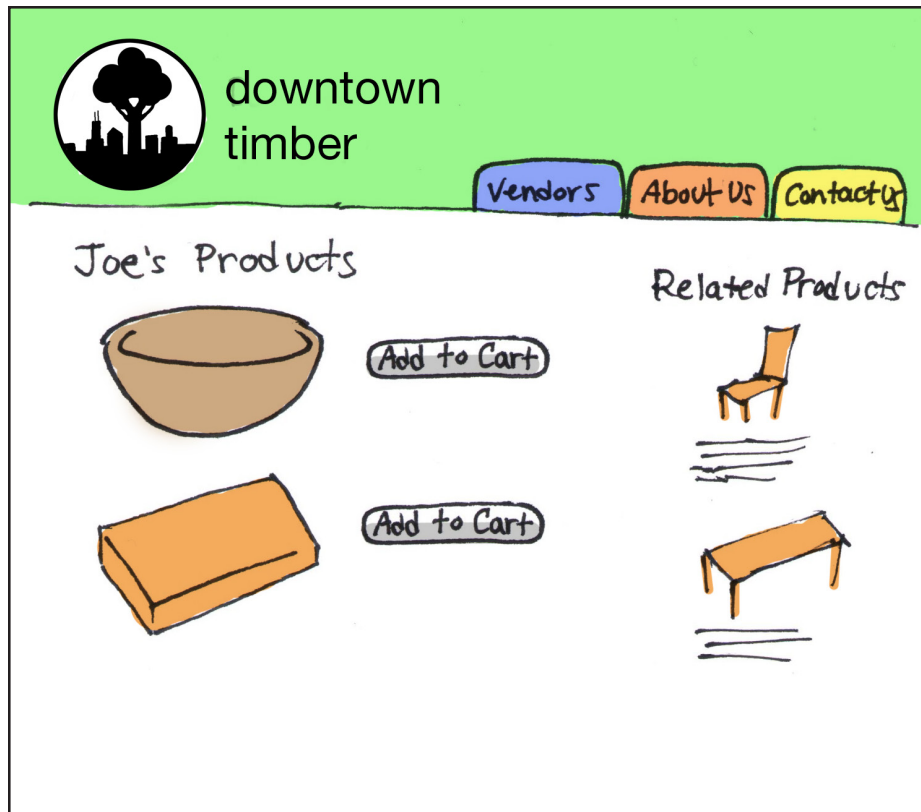 downtown
timber
Vendors
About Us
Contact Us
Joe's Products
Related Products
Add to Cart
Add to Cart